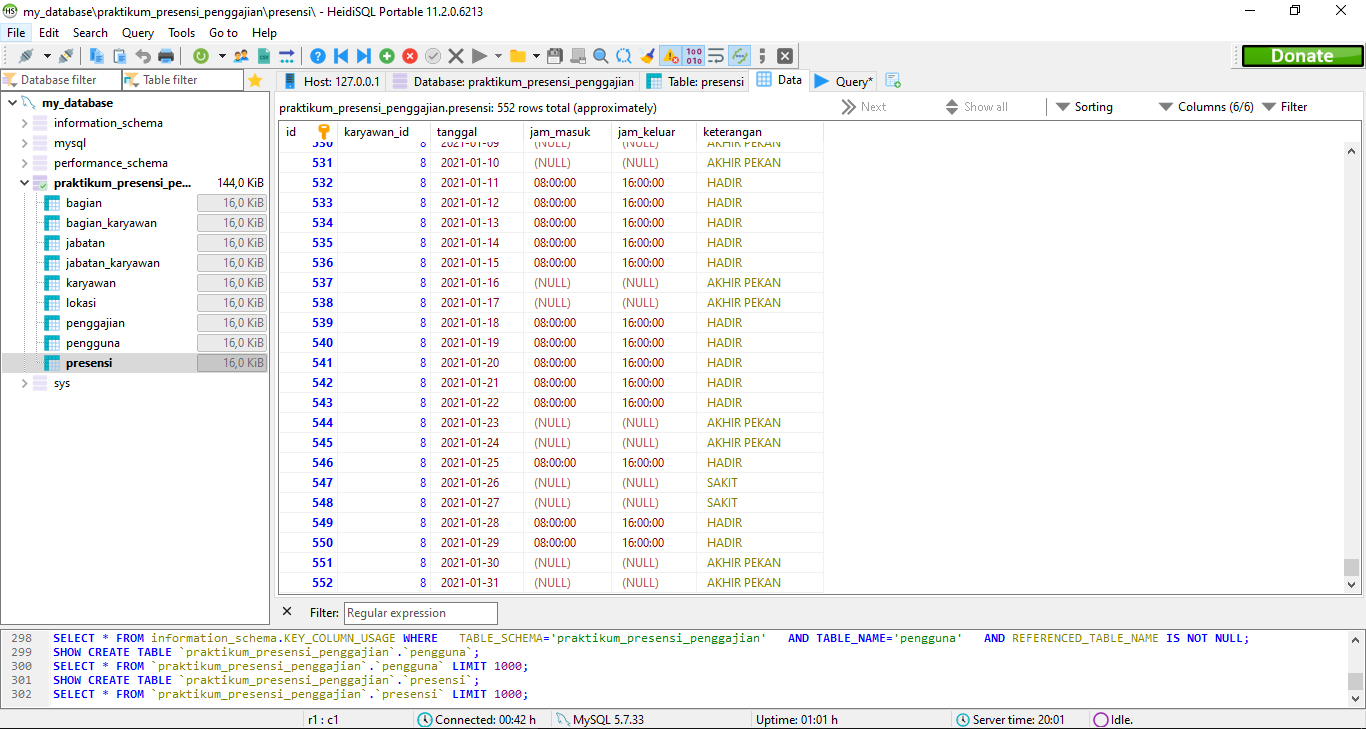 my_database\praktikum_presensi_penggajian\presensi\ - HeidiSQL Portable 11.2.0.6213
File Edit Search Query Tools Go to Help
Donate
Database filter Table filter Host: 127.0.0.1 Database: praktikum_presensi_penggajian Table: presensi Data Query*
my_database
information_schema
mysql
performance_schema
praktikum_presensi_pe... 144,0 KiB
bagian 16,0 KiB
bagian_karyawan 16,0 KiB
jabatan 16,0 KiB
jabatan_karyawan 16,0 KiB
karyawan 16,0 KiB
lokasi 16,0 KiB
penggajian 16,0 KiB
pengguna 16,0 KiB
presensi 16,0 KiB
sys
praktikum_presensi_penggajian.presensi: 552 rows total (approximately) Next Show all Sorting Columns (6/6) Filter
id karyawan_id tanggal jam_masuk jam_keluar keterangan
530 8 2021-01-09 (NULL) (NULL) AKHIR PEKAN
531 8 2021-01-10 (NULL) (NULL) AKHIR PEKAN
532 8 2021-01-11 08:00:00 16:00:00 HADIR
533 8 2021-01-12 08:00:00 16:00:00 HADIR
534 8 2021-01-13 08:00:00 16:00:00 HADIR
535 8 2021-01-14 08:00:00 16:00:00 HADIR
536 8 2021-01-15 08:00:00 16:00:00 HADIR
537 8 2021-01-16 (NULL) (NULL) AKHIR PEKAN
538 8 2021-01-17 (NULL) (NULL) AKHIR PEKAN
539 8 2021-01-18 08:00:00 16:00:00 HADIR
540 8 2021-01-19 08:00:00 16:00:00 HADIR
541 8 2021-01-20 08:00:00 16:00:00 HADIR
542 8 2021-01-21 08:00:00 16:00:00 HADIR
543 8 2021-01-22 08:00:00 16:00:00 HADIR
544 8 2021-01-23 (NULL) (NULL) AKHIR PEKAN
545 8 2021-01-24 (NULL) (NULL) AKHIR PEKAN
546 8 2021-01-25 08:00:00 16:00:00 HADIR
547 8 2021-01-26 (NULL) (NULL) SAKIT
548 8 2021-01-27 (NULL) (NULL) SAKIT
549 8 2021-01-28 08:00:00 16:00:00 HADIR
550 8 2021-01-29 08:00:00 16:00:00 HADIR
551 8 2021-01-30 (NULL) (NULL) AKHIR PEKAN
552 8 2021-01-31 (NULL) (NULL) AKHIR PEKAN
Filter: Regular expression
298 SELECT * FROM information_schema.KEY_COLUMN_USAGE WHERE TABLE_SCHEMA='praktikum_presensi_penggajian' AND TABLE_NAME='pengguna' AND REFERENCED_TABLE_NAME IS NOT NULL;
299 SHOW CREATE TABLE `praktikum_presensi_penggajian`.`pengguna`;
300 SELECT * FROM `praktikum_presensi_penggajian`.`pengguna` LIMIT 1000;
301 SHOW CREATE TABLE `praktikum_presensi_penggajian`.`presensi`;
302 SELECT * FROM `praktikum_presensi_penggajian`.`presensi` LIMIT 1000;
r1 : c1 Connected: 00:42 h MySQL 5.7.33 Uptime: 01:01 h Server time: 20:01 Idle.